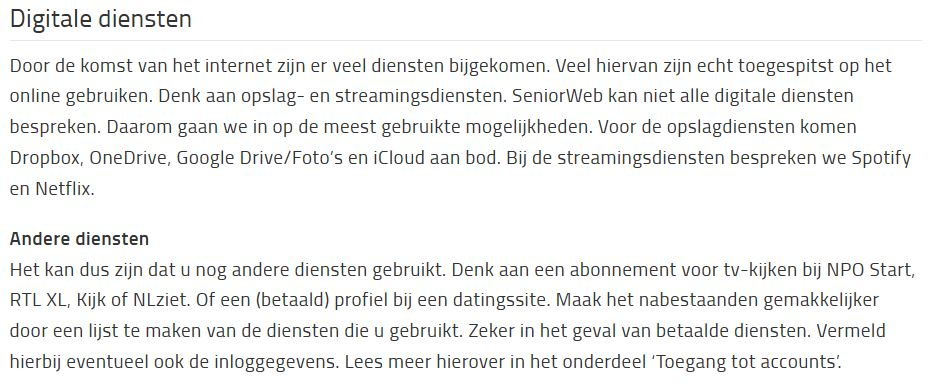 Digitale diensten
Door de komst van het internet zijn er veel diensten bijgekomen. Veel hiervan zijn echt toegespitst op het
online gebruiken. Denk aan opslag- en streamingsdiensten. SeniorWeb kan niet alle digitale diensten
bespreken. Daarom gaan we in op de meest gebruikte mogelijkheden. Voor de opslagdiensten komen
Dropbox, OneDrive, Google Drive/Foto's en iCloud aan bod. Bij de streamingsdiensten bespreken we Spotify
en Netflix.
Andere diensten
Het kan dus zijn dat u nog andere diensten gebruikt. Denk aan een abonnement voor tv-kijken bij NPO Start,
RTL XL, Kijk of NLziet. Of een (betaald) profiel bij een datingssite. Maak het nabestaanden gemakkelijker
door een lijst te maken van de diensten die u gebruikt. Zeker in het geval van betaalde diensten. Vermeld
hierbij eventueel ook de inloggegevens. Lees meer hierover in het onderdeel ‘Toegang tot accounts’.